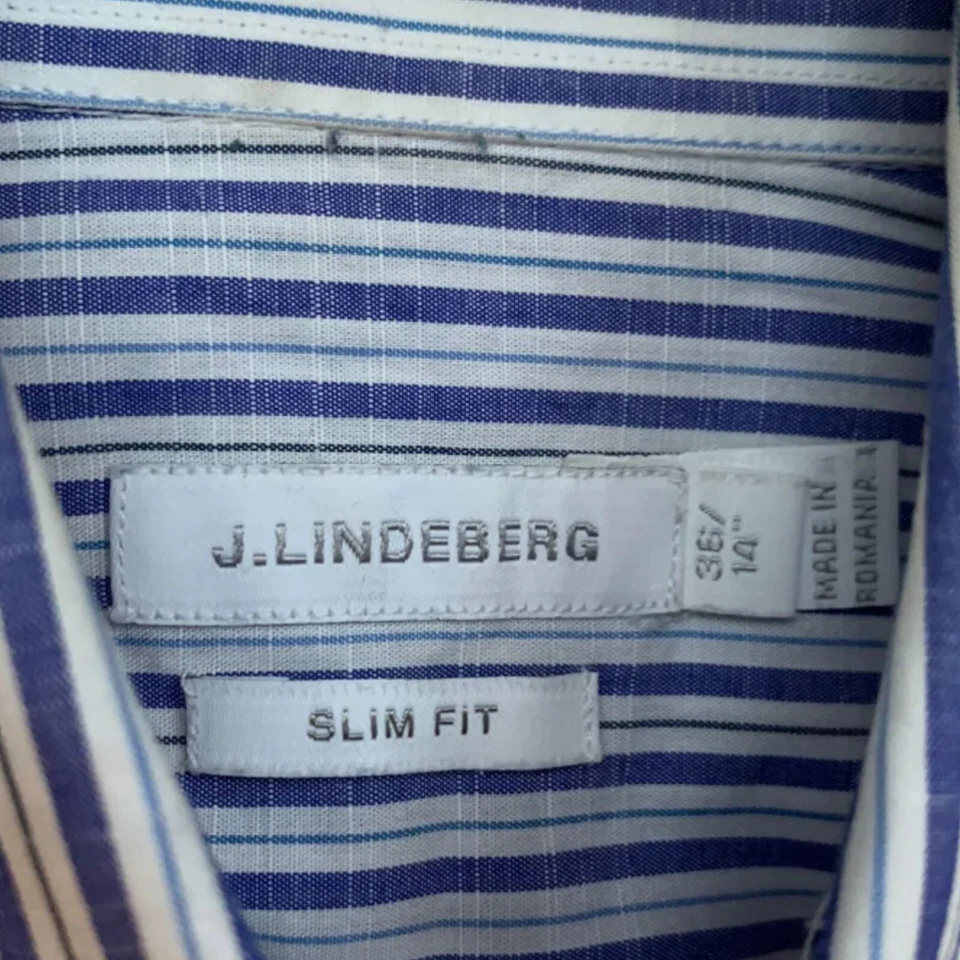 J.LINDEBERG
36/
14"
MADE IN
ROMANIA
SLiM FiT